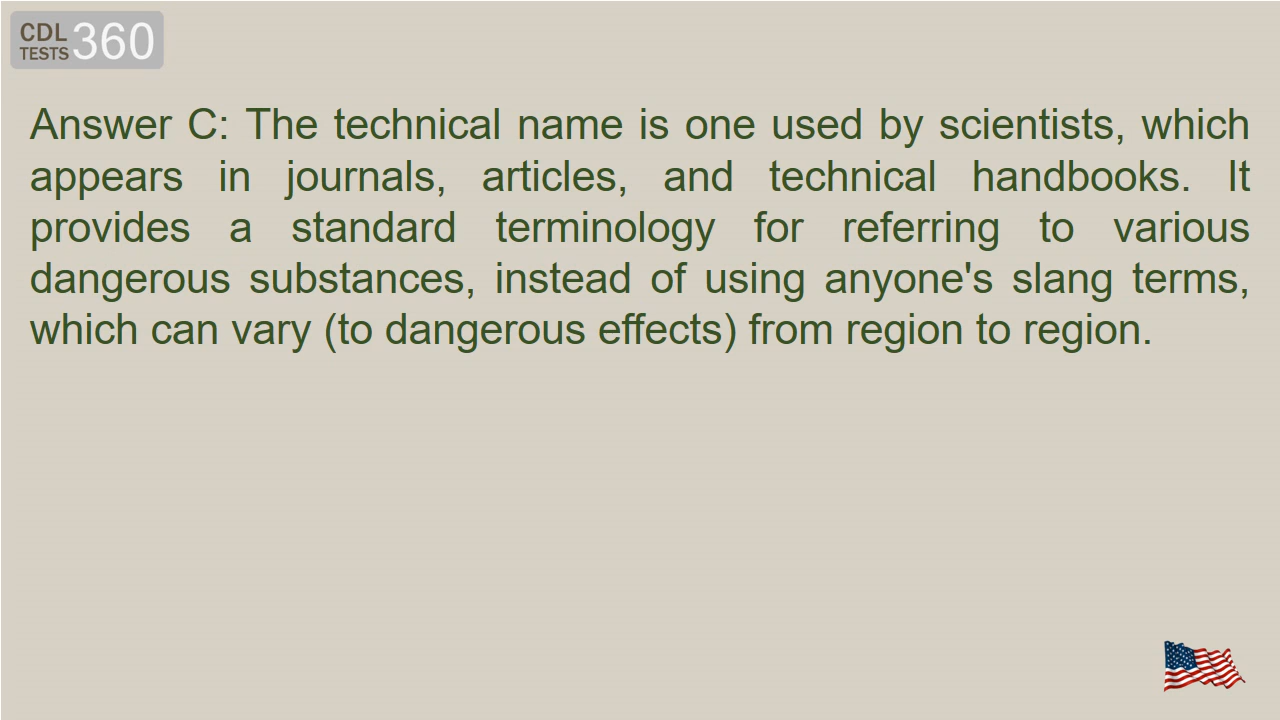 CDL
TESTS 360
Answer C: The technical name is one used by scientists, which
appears in journals, articles, and technical handbooks. It
provides a standard terminology for referring to various
dangerous substances, instead of using anyone's slang terms,
which can vary (to dangerous effects) from region to region.